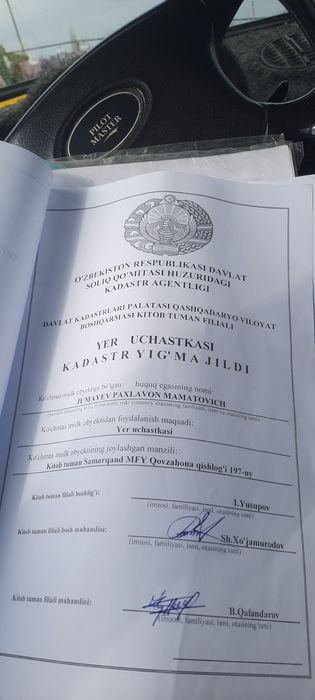 PILOT
MASTER
O'ZBEKISTON RESPUBLIKASI DAVLAT
SOLIQ QO'MITASI HUZURIDAGI
KADASTR AGENTLIGI
DAVLAT KADASTRLARI PALATASI QASHQADARYO VILOYAT
BOSHQARMASI KITOB TUMAN FILIALI
YER UCHASTKASI
KADASTR YIG'MA JILDI
Ko'chmas mulk obyektiga bo'lgan huquq egasining nomi:
JUMAYEV PAXLAVON MAMATOVICH
Ko'chmas mulk obyektidan foydalanish maqsadi:
Yer uchastkasi
Ko'chmas mulk obyektining joylashgan manzili:
Kitob tuman Samarqand MFY Qovzahona qishlog'i 197-uy
Kitob tuman filiali boshlig'i: I.Yusupov
(imzosi, familiyasi, ismi, otasining ismi)
Kitob tuman filiali bosh muhandisi: Sh.Xo'jamurodov
(imzosi, familiyasi, ismi, otasining ismi)
Kitob tuman filiali muhandisi: B.Qalandarov
(imzosi, familiyasi, ismi, otasining ismi)